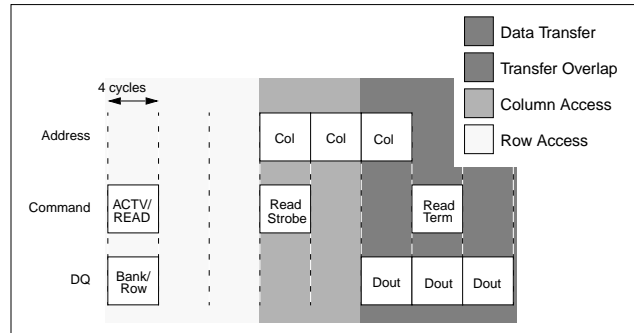 Data Transfer
Transfer Overlap
Column Access
Row Access
4 cycles
Address
Col
Col
Col
Command
ACTV/
READ
Read
Strobe
Read
Term
DQ
Bank/
Row
Dout
Dout
Dout